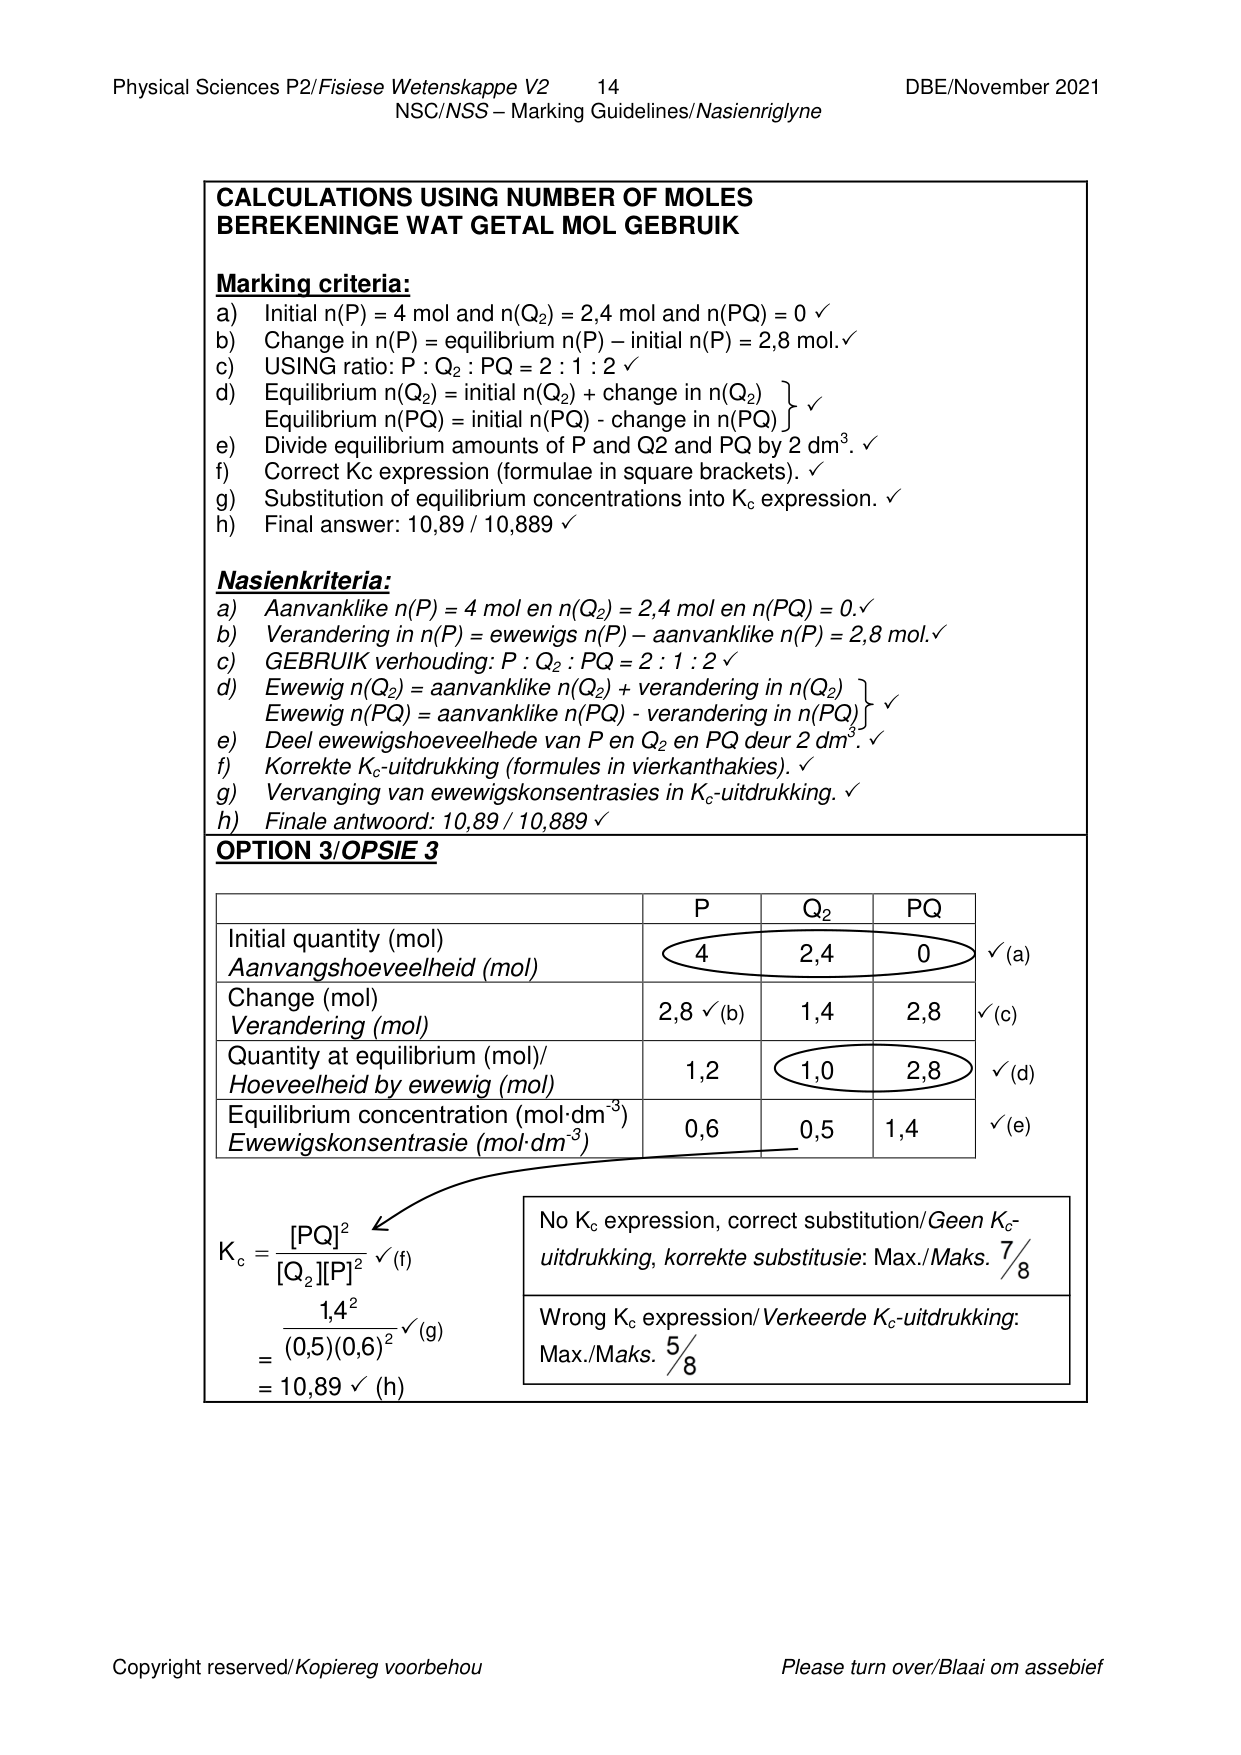 Physical Sciences P2/Fisiese Wetenskappe V2 14 DBE/November 2021
NSC/NSS – Marking Guidelines/Nasienriglyne
CALCULATIONS USING NUMBER OF MOLES
BEREKENINGE WAT GETAL MOL GEBRUIK
Marking criteria:
a) Initial n(P) = 4 mol and n(Q₂) = 2,4 mol and n(PQ) = 0 ✓
b) Change in n(P) = equilibrium n(P) – initial n(P) = 2,8 mol.✓
c) USING ratio: P : Q₂ : PQ = 2 : 1 : 2 ✓
d) Equilibrium n(Q₂) = initial n(Q₂) + change in n(Q₂)
Equilibrium n(PQ) = initial n(PQ) - change in n(PQ) } ✓
e) Divide equilibrium amounts of P and Q2 and PQ by 2 dm³. ✓
f) Correct Kc expression (formulae in square brackets). ✓
g) Substitution of equilibrium concentrations into K꜀ expression. ✓
h) Final answer: 10,89 / 10,889 ✓
Nasienkriteria:
a) Aanvanklike n(P) = 4 mol en n(Q₂) = 2,4 mol en n(PQ) = 0.✓
b) Verandering in n(P) = ewewigs n(P) – aanvanklike n(P) = 2,8 mol.✓
c) GEBRUIK verhouding: P : Q₂ : PQ = 2 : 1 : 2 ✓
d) Ewewig n(Q₂) = aanvanklike n(Q₂) + verandering in n(Q₂)
Ewewig n(PQ) = aanvanklike n(PQ) - verandering in n(PQ) } ✓
e) Deel ewewigshoeveelhede van P en Q₂ en PQ deur 2 dm³. ✓
f) Korrekte K꜀-uitdrukking (formules in vierkanthakies). ✓
g) Vervanging van ewewigskonsentrasies in K꜀-uitdrukking. ✓
h) Finale antwoord: 10,89 / 10,889 ✓
OPTION 3/OPSIE 3
P Q₂ PQ
Initial quantity (mol)
Aanvangshoeveelheid (mol) 4 2,4 0 ✓(a)
Change (mol)
Verandering (mol) 2,8 ✓(b) 1,4 2,8 ✓(c)
Quantity at equilibrium (mol)/
Hoeveelheid by ewewig (mol) 1,2 1,0 2,8 ✓(d)
Equilibrium concentration (mol·dm⁻³)
Ewewigskonsentrasie (mol·dm⁻³) 0,6 0,5 1,4 ✓(e)
K꜀ = [PQ]² / [Q₂][P]² ✓(f)
= 1,4² / (0,5)(0,6)² ✓(g)
= 10,89 ✓ (h)
No K꜀ expression, correct substitution/Geen K꜀-
uitdrukking, korrekte substitusie: Max./Maks. 7/8
Wrong K꜀ expression/Verkeerde K꜀-uitdrukking:
Max./Maks. 5/8
Copyright reserved/Kopiereg voorbehou Please turn over/Blaai om assebief